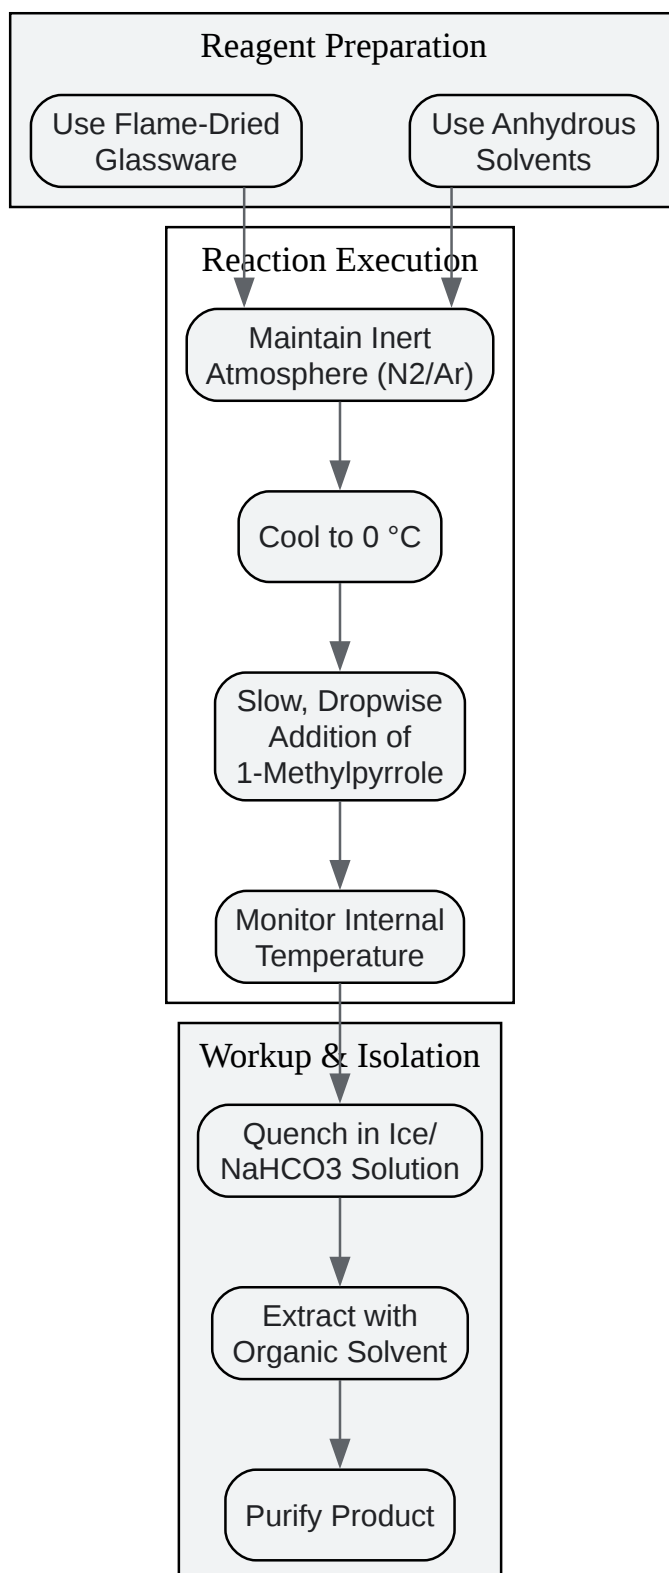 Reagent Preparation
Use Flame-Dried
Glassware
Use Anhydrous
Solvents
Reaction Execution
Maintain Inert
Atmosphere (N2/Ar)
Cool to 0 °C
Slow, Dropwise
Addition of
1-Methylpyrrole
Monitor Internal
Temperature
Workup & Isolation
Quench in Ice/
NaHCO3 Solution
Extract with
Organic Solvent
Purify Product